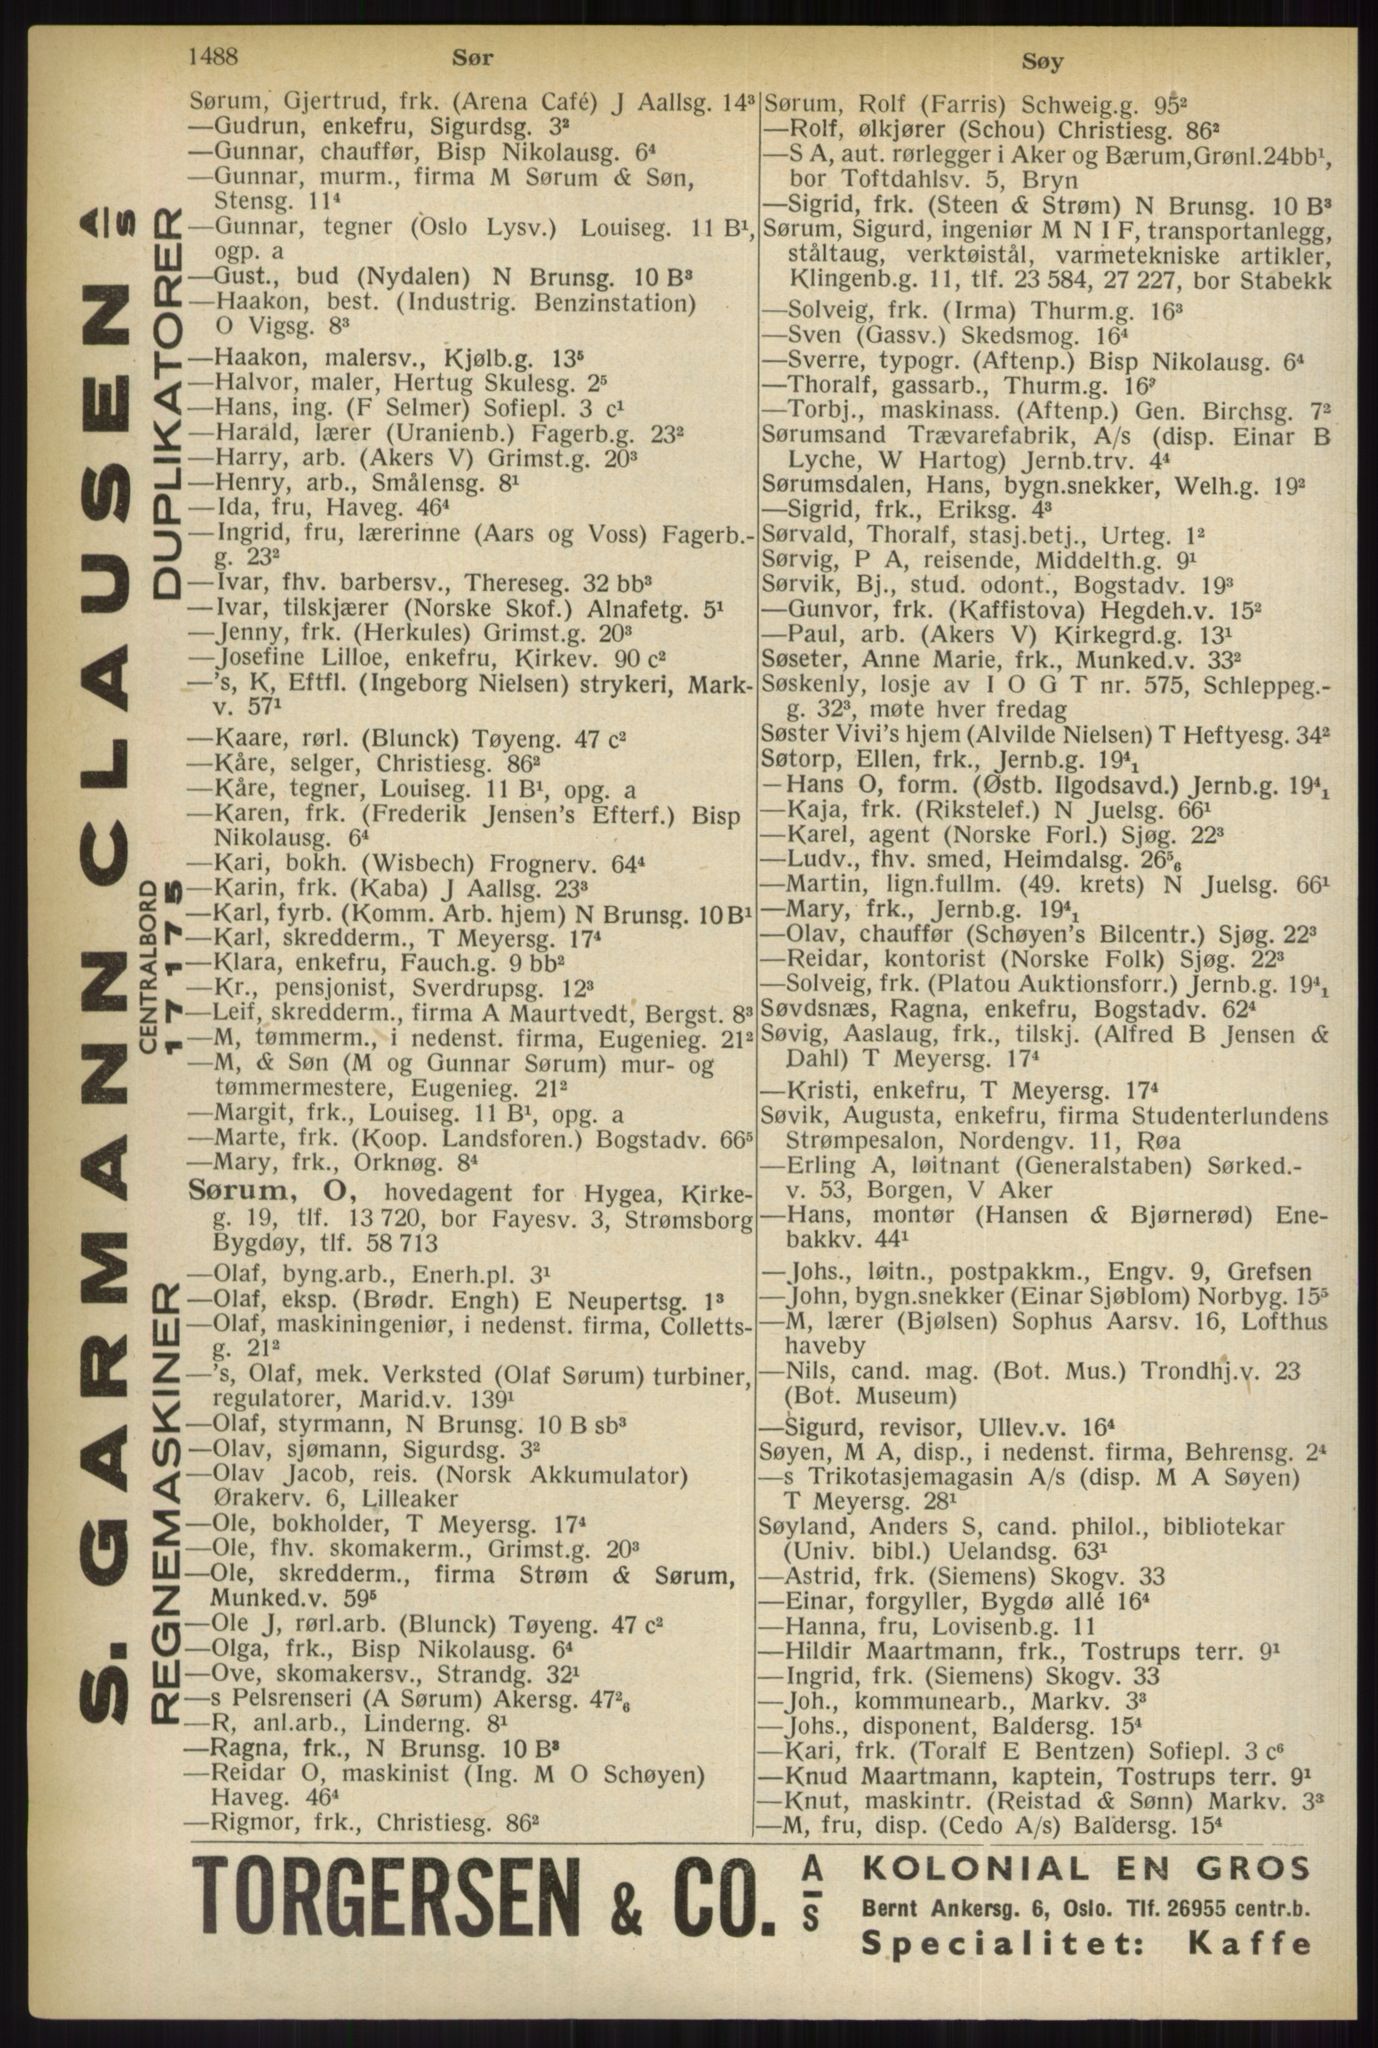 1488
Sør
Søy
Sørum, Gjertrud, frk. (Arena Café) J Aallsg. 14³
—Gudrun, enkefru, Sigurdsg. 3²
—Gunnar, chauffør, Bisp Nikolausg. 6⁴
—Gunnar, murm., firma M Sørum & Søn,
Stensg. 11⁴
—Gunnar, tegner (Oslo Lysv.) Louiseg. 11 B¹,
ogp. a
—Gust., bud (Nydalen) N Brunsg. 10 B³
—Haakon, best. (Industrig. Benzinstation)
O Vigsg. 8³
—Haakon, malersv., Kjølb.g. 13⁵
—Halvor, maler, Hertug Skulesg. 2⁵
—Hans, ing. (F Selmer) Sofiepl. 3 c¹
—Harald, lærer (Uranienb.) Fagerb.g. 23²
—Harry, arb. (Akers V) Grimst.g. 20³
—Henry, arb., Smålensg. 8¹
—Ida, fru, Haveg. 46⁴
—Ingrid, fru, lærerinne (Aars og Voss) Fagerb.-
g. 23²
—Ivar, fhv. barbersv., Thereseg. 32 bb³
—Ivar, tilskjærer (Norske Skof.) Alnafetg. 5¹
—Jenny, frk. (Herkules) Grimst.g. 20³
—Josefine Lilloe, enkefru, Kirkev. 90 c²
—'s, K, Eftfl. (Ingeborg Nielsen) strykeri, Mark-
v. 57¹
—Kaare, rørl. (Blunck) Tøyeng. 47 c²
—Kåre, selger, Christiesg. 86²
—Kåre, tegner, Louiseg. 11 B¹, opg. a
—Karen, frk. (Frederik Jensen's Efterf.) Bisp
Nikolausg. 6⁴
—Kari, bokh. (Wisbech) Frognerv. 64⁴
—Karin, frk. (Kaba) J Aallsg. 23³
—Karl, fyrb. (Komm. Arb. hjem) N Brunsg. 10 B¹
—Karl, skredderm., T Meyersg. 17⁴
—Klara, enkefru, Fauch.g. 9 bb²
—Kr., pensjonist, Sverdrupsg. 12³
—Leif, skredderm., firma A Maurtvedt, Bergst. 8³
—M, tømmerm., i nedenst. firma, Eugenieg. 21²
—M, & Søn (M og Gunnar Sørum) mur- og
tømmermestere, Eugenieg. 21²
—Margit, frk., Louiseg. 11 B¹, opg. a
—Marte, frk. (Koop. Landsforen.) Bogstadv. 66⁵
—Mary, frk., Orknøg. 8⁴
Sørum, O, hovedagent for Hygea, Kirke-
g. 19, tlf. 13 720, bor Fayesv. 3, Strømsborg
Bygdøy, tlf. 58 713
—Olaf, byng.arb., Enerh.pl. 3¹
—Olaf, eksp. (Brødr. Engh) E Neupertsg. 1³
—Olaf, maskiningeniør, i nedenst. firma, Colletts-
g. 21²
—'s, Olaf, mek. Verksted (Olaf Sørum) turbiner,
regulatorer, Marid.v. 139¹
—Olaf, styrmann, N Brunsg. 10 B sb³
—Olav, sjømann, Sigurdsg. 3²
—Olav Jacob, reis. (Norsk Akkumulator)
Ørakerv. 6, Lilleaker
—Ole, bokholder, T Meyersg. 17⁴
—Ole, fhv. skomakerm., Grimst.g. 20³
—Ole, skredderm., firma Strøm & Sørum,
Munked.v. 59⁵
—Ole J, rørl.arb. (Blunck) Tøyeng. 47 c²
—Olga, frk., Bisp Nikolausg. 6⁴
—Ove, skomakersv., Strandg. 32¹
—s Pelsrenseri (A Sørum) Akersg. 47²₆
—R, anl.arb., Linderng. 8¹
—Ragna, frk., N Brunsg. 10 B³
—Reidar O, maskinist (Ing. M O Schøyen)
Haveg. 46⁴
—Rigmor, frk., Christiesg. 86²
Sørum, Rolf (Farris) Schweig.g. 95²
—Rolf, ølkjører (Schou) Christiesg. 86²
—S A, aut. rørlegger i Aker og Bærum, Grønl.24bb¹,
bor Toftdahlsv. 5, Bryn
—Sigrid, frk. (Steen & Strøm) N Brunsg. 10 B³
Sørum, Sigurd, ingeniør M N I F, transportanlegg,
ståltaug, verktøistål, varmetekniske artikler,
Klingenb.g. 11, tlf. 23 584, 27 227, bor Stabekk
—Solveig, frk. (Irma) Thurm.g. 16³
—Sven (Gassv.) Skedsmog. 16⁴
—Sverre, typogr. (Aftenp.) Bisp Nikolausg. 6⁴
—Thoralf, gassarb., Thurm.g. 16²
—Torbj., maskinass. (Aftenp.) Gen. Birchsg. 7²
Sørumsand Trævarefabrik, A/s (disp. Einar B
Lyche, W Hartog) Jernb.trv. 4⁴
Sørumsdalen, Hans, bygn.snekker, Welh.g. 19²
—Sigrid, frk., Eriksg. 4³
Sørvald, Thoralf, stasj.betj., Urteg. 1²
Sørvig, P A, reisende, Middelth.g. 9¹
Sørvik, Bj., stud. odont., Bogstadv. 19³
—Gunvor, frk. (Kaffistova) Hegdeh.v. 15²
—Paul, arb. (Akers V) Kirkegrd.g. 13¹
Søseter, Anne Marie, frk., Munked.v. 33²
Søskenly, losje av I O G T nr. 575, Schleppeg.-
g. 32³, møte hver fredag
Søster Vivi's hjem (Alvilde Nielsen) T Heftyesg. 34²
Søtorp, Ellen, frk., Jernb.g. 19⁴₁
—Hans O, form. (Østb. Ilgodsavd.) Jernb.g. 19⁴₁
—Kaja, frk. (Rikstelef.) N Juelsg. 66¹
—Karel, agent (Norske Forl.) Sjøg. 22³
—Ludv., fhv. smed, Heimdalsg. 26⁵₆
—Martin, lign.fullm. (49. krets) N Juelsg. 66¹
—Mary, frk., Jernb.g. 19⁴₁
—Olav, chauffør (Schøyen's Bilcentr.) Sjøg. 22³
—Reidar, kontorist (Norske Folk) Sjøg. 22³
—Solveig, frk. (Platou Auktionsforr.) Jernb.g. 19⁴₁
Søvdsnæs, Ragna, enkefru, Bogstadv. 62⁴
Søvig, Aaslaug, frk., tilskj. (Alfred B Jensen &
Dahl) T Meyersg. 17⁴
—Kristi, enkefru, T Meyersg. 17⁴
Søvik, Augusta, enkefru, firma Studenterlundens
Strømpesalon, Nordengv. 11, Røa
—Erling A, løitnant (Generalstaben) Sørked.-
v. 53, Borgen, V Aker
—Hans, montør (Hansen & Bjørnerød) Ene-
bakkv. 44¹
—Johs., løitn., postpakkm., Engv. 9, Grefsen
—John, bygn.snekker (Einar Sjøblom) Norbyg. 15⁵
—M, lærer (Bjølsen) Sophus Aarsv. 16, Lofthus
haveby
—Nils, cand. mag. (Bot. Mus.) Trondhj.v. 23
(Bot. Museum)
—Sigurd, revisor, Ullev.v. 16⁴
Søyen, M A, disp., i nedenst. firma, Behrensg. 2⁴
—s Trikotasjemagasin A/s (disp. M A Søyen)
T Meyersg. 28¹
Søyland, Anders S, cand. philol., bibliotekar
(Univ. bibl.) Uelandsg. 63¹
—Astrid, frk. (Siemens) Skogv. 33
—Einar, forgyller, Bygdø allé 16⁴
—Hanna, fru, Lovisenb.g. 11
—Hildir Maartmann, frk., Tostrups terr. 9¹
—Ingrid, frk. (Siemens) Skogv. 33
—Joh., kommunearb., Markv. 3³
—Johs., disponent, Baldersg. 15⁴
—Kari, frk. (Toralf E Bentzen) Sofiepl. 3 c⁶
—Knud Maartmann, kaptein, Tostrups terr. 9¹
—Knut, maskintr. (Reistad & Sønn) Markv. 3³
—M, fru, disp. (Cedo A/s) Baldersg. 15⁴
S. GARMANN CLAUSEN A/S
REGNEMASKINER
CENTRALBORD
17175
DUPLIKATORER
TORGERSEN & CO. A/S
KOLONIAL EN GROS
Bernt Ankersg. 6, Oslo. Tlf. 26955 centr.b.
Specialitet: Kaffe